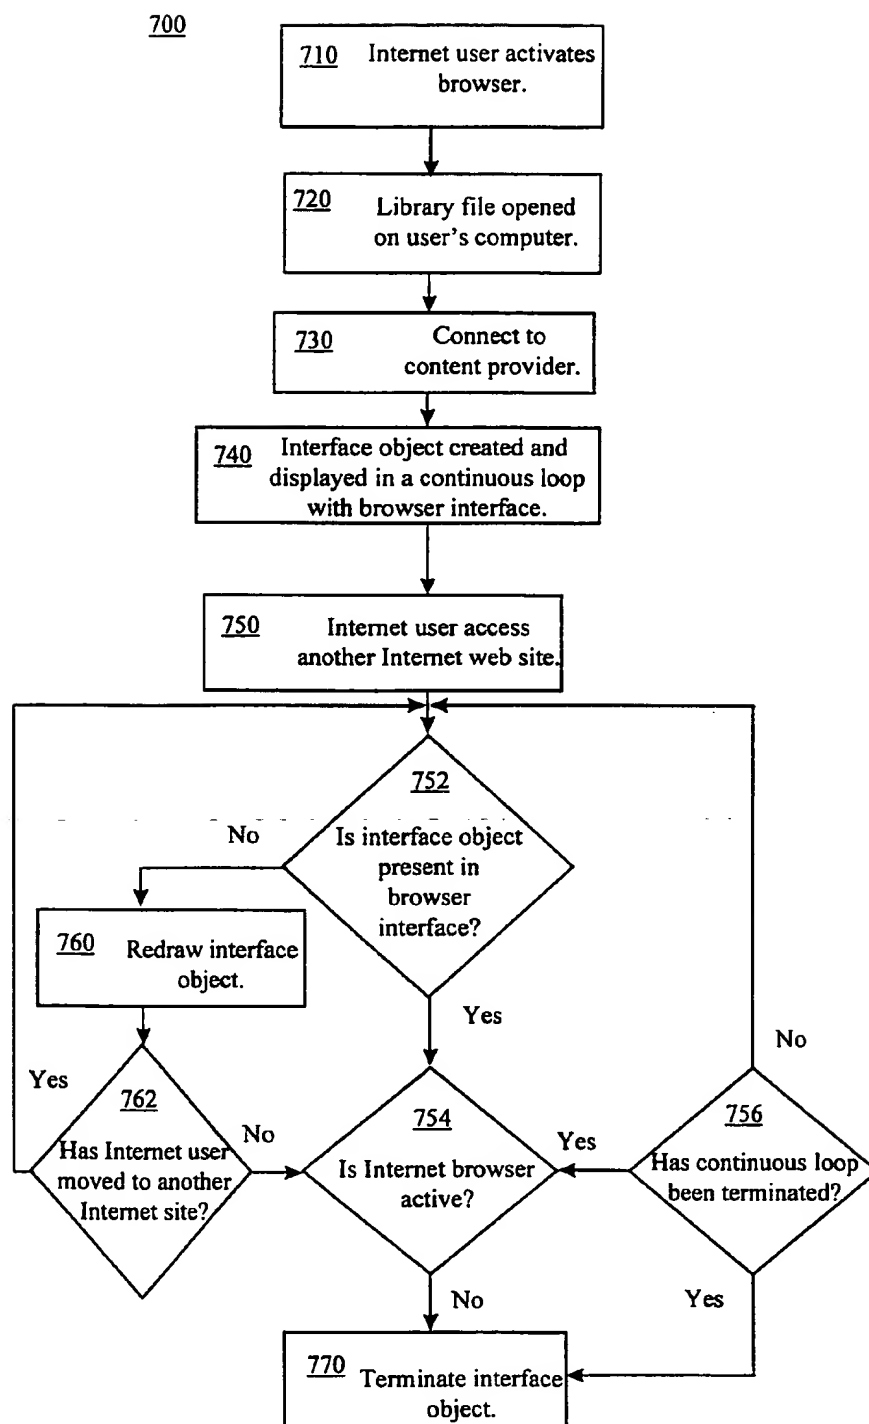 700
710 Internet user activates
browser.
720 Library file opened
on user's computer.
730 Connect to
content provider.
740 Interface object created and
displayed in a continuous loop
with browser interface.
750 Internet user access
another Internet web site.
752
No
Is interface object
present in
browser
interface?
760 Redraw interface
object.
Yes
No
Yes
762
Has Internet user
moved to another
Internet site?
No
754
Is Internet browser
active?
Yes
756
Has continuous loop
been terminated?
No
Yes
770 Terminate interface
object.